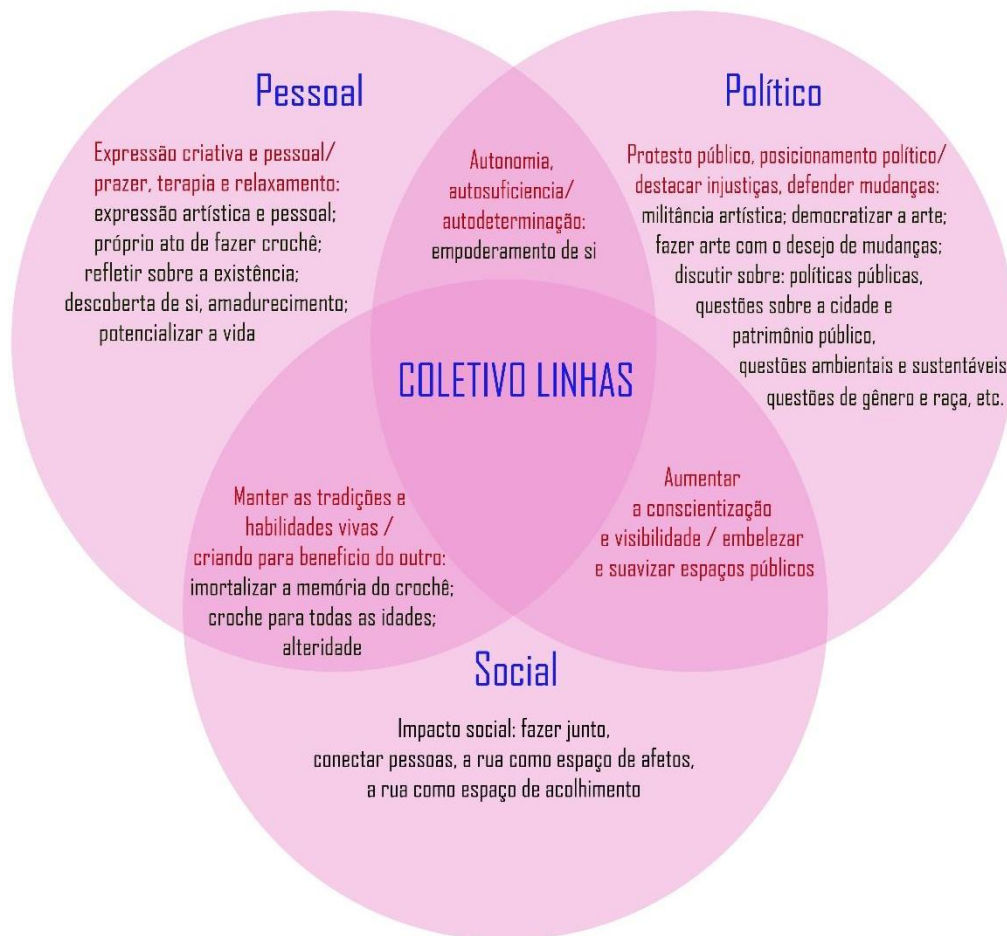 Pessoal
Expressão criativa e pessoal/
prazer, terapia e relaxamento:
expressão artística e pessoal;
próprio ato de fazer crochê;
refletir sobre a existência;
descoberta de si, amadurecimento;
potencializar a vida
Autonomia,
autosuficiencia/
autodeterminação:
empoderamento de si
Político
Protesto público, posicionamento político/
destacar injustiças, defender mudanças:
militância artística; democratizar a arte;
fazer arte com o desejo de mudanças;
discutir sobre: políticas públicas,
questões sobre a cidade e
patrimônio público,
questões ambientais e sustentáveis
questões de gênero e raça, etc.
COLETIVO LINHAS
Manter as tradições e
habilidades vivas /
criando para beneficio do outro:
imortalizar a memória do crochê;
croche para todas as idades;
alteridade
Aumentar
a conscientização
e visibilidade / embelezar
e suavizar espaços públicos
Social
Impacto social: fazer junto,
conectar pessoas, a rua como espaço de afetos,
a rua como espaço de acolhimento